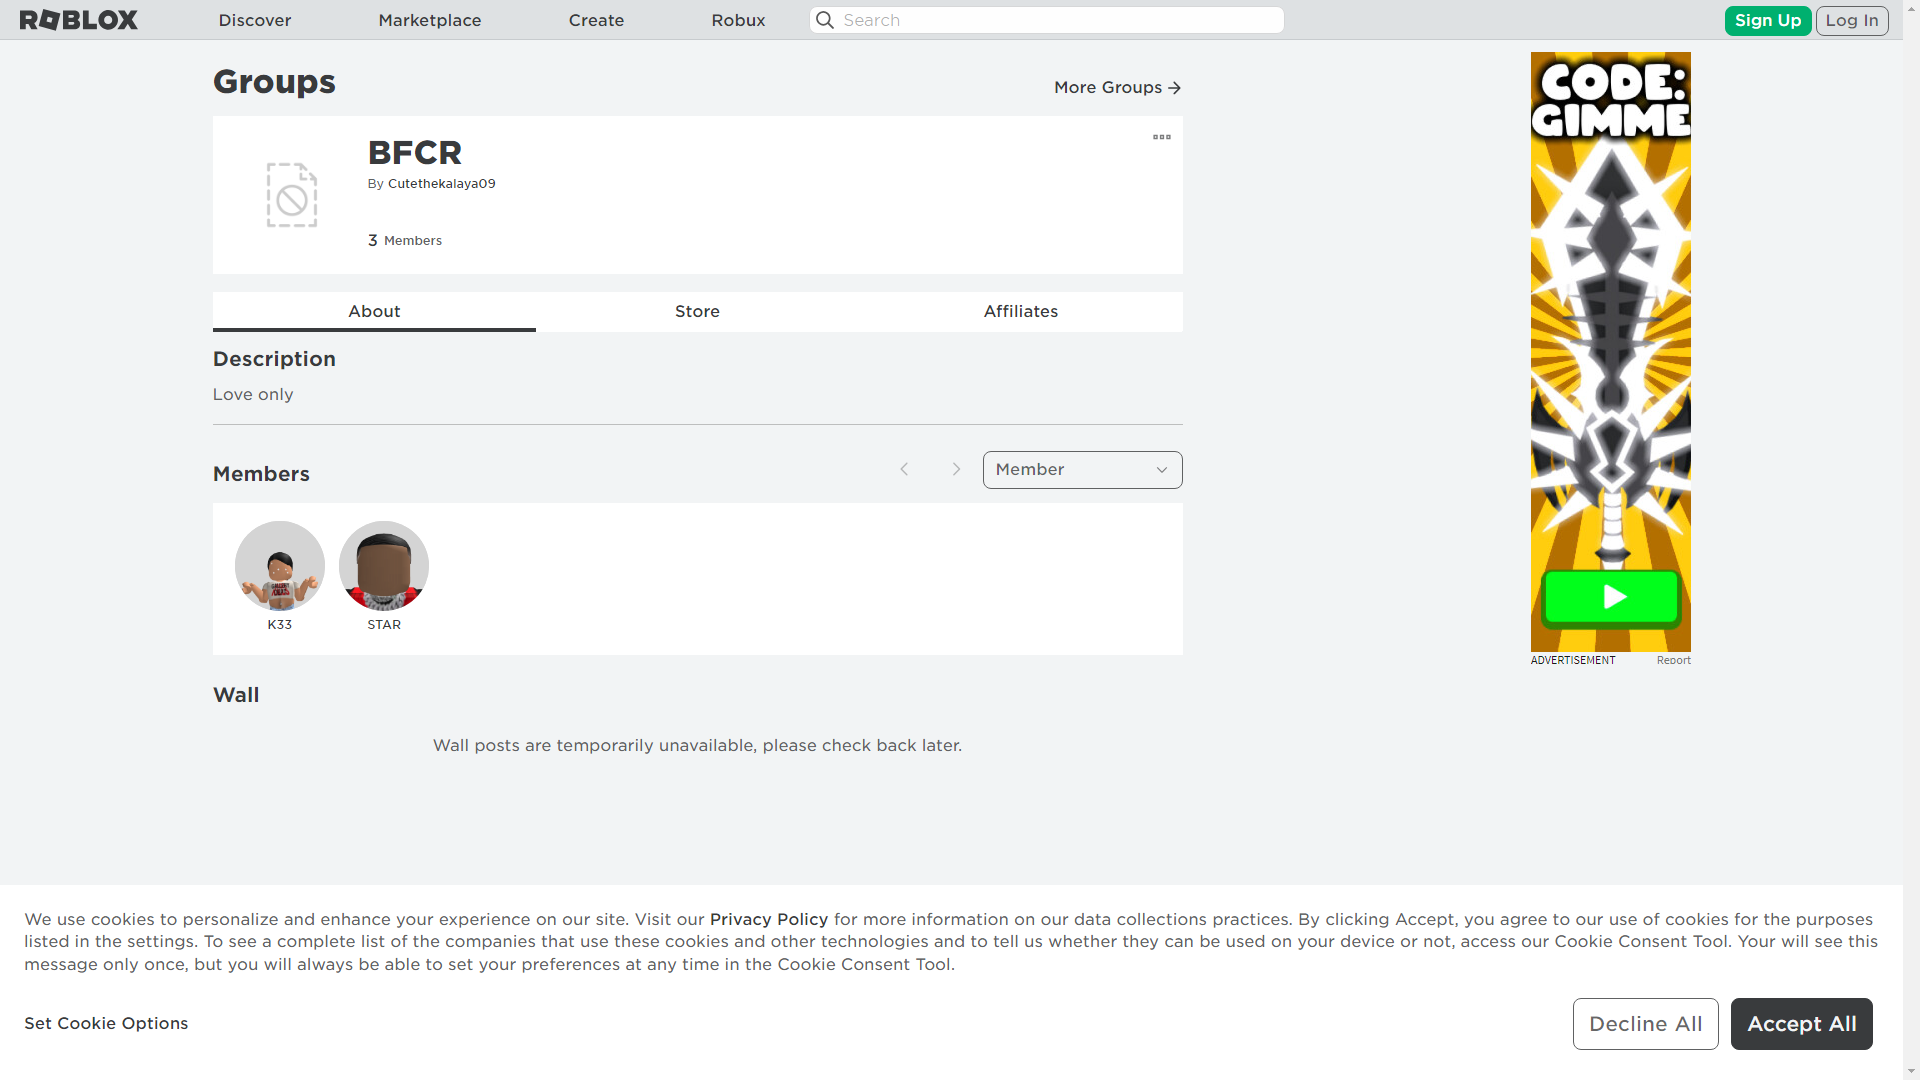 ROBLOX
Discover
Marketplace
Create
Robux
Search
Sign Up
Log In
Groups
More Groups
BFCR
By Cutethekalaya09
3 Members
About
Store
Affiliates
Description
Love only
Members
Member
K33
STAR
Wall
Wall posts are temporarily unavailable, please check back later.
CODE:
GIMME
ADVERTISEMENT
Report
We use cookies to personalize and enhance your experience on our site. Visit our Privacy Policy for more information on our data collections practices. By clicking Accept, you agree to our use of cookies for the purposes
listed in the settings. To see a complete list of the companies that use these cookies and other technologies and to tell us whether they can be used on your device or not, access our Cookie Consent Tool. Your will see this
message only once, but you will always be able to set your preferences at any time in the Cookie Consent Tool.
Set Cookie Options
Decline All
Accept All